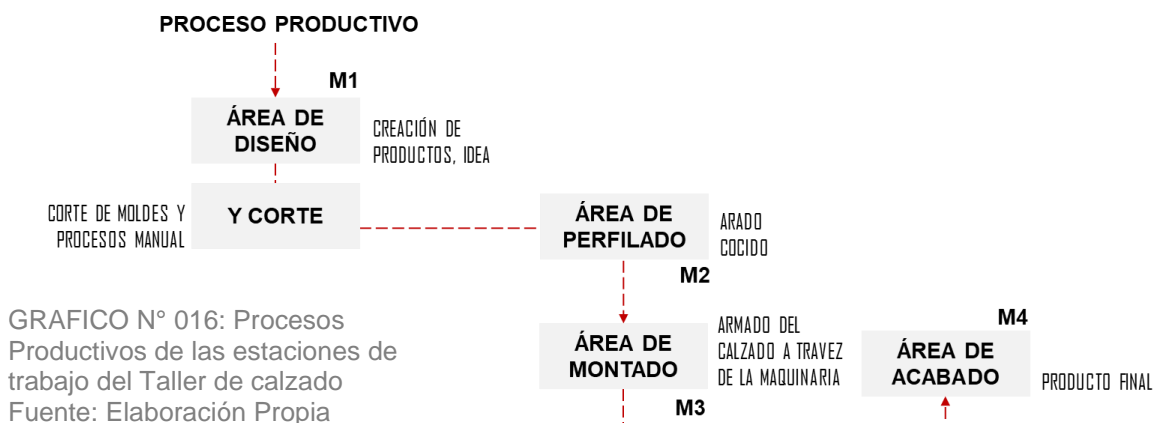 PROCESO PRODUCTIVO
M1
ÁREA DE
DISEÑO
CREACIÓN DE
PRODUCTOS, IDEA
CORTE DE MOLDES Y
PROCESOS MANUAL
Y CORTE
ÁREA DE
PERFILADO
ARADO
COCIDO
M2
GRAFICO N° 016: Procesos
Productivos de las estaciones de
trabajo del Taller de calzado
Fuente: Elaboración Propia
ÁREA DE
MONTADO
ARMADO DEL
CALZADO A TRAVEZ
DE LA MAQUINARIA
M3
M4
ÁREA DE
ACABADO
PRODUCTO FINAL